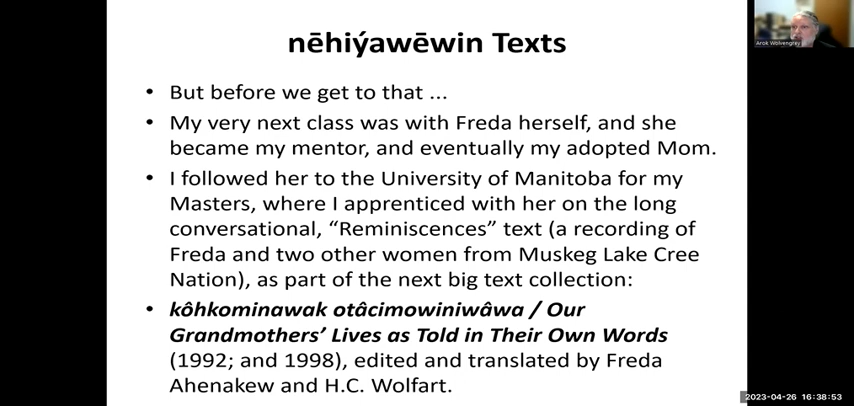 nēhiýawēwin Texts
• But before we get to that ...
• My very next class was with Freda herself, and she
became my mentor, and eventually my adopted Mom.
• I followed her to the University of Manitoba for my
Masters, where I apprenticed with her on the long
conversational, “Reminiscences” text (a recording of
Freda and two other women from Muskeg Lake Cree
Nation), as part of the next big text collection:
• kôhkominawak otâcimowiniwâwa / Our
Grandmothers’ Lives as Told in Their Own Words
(1992; and 1998), edited and translated by Freda
Ahenakew and H.C. Wolfart.
Arok Wolvengrey
2023-04-26 16:38:53